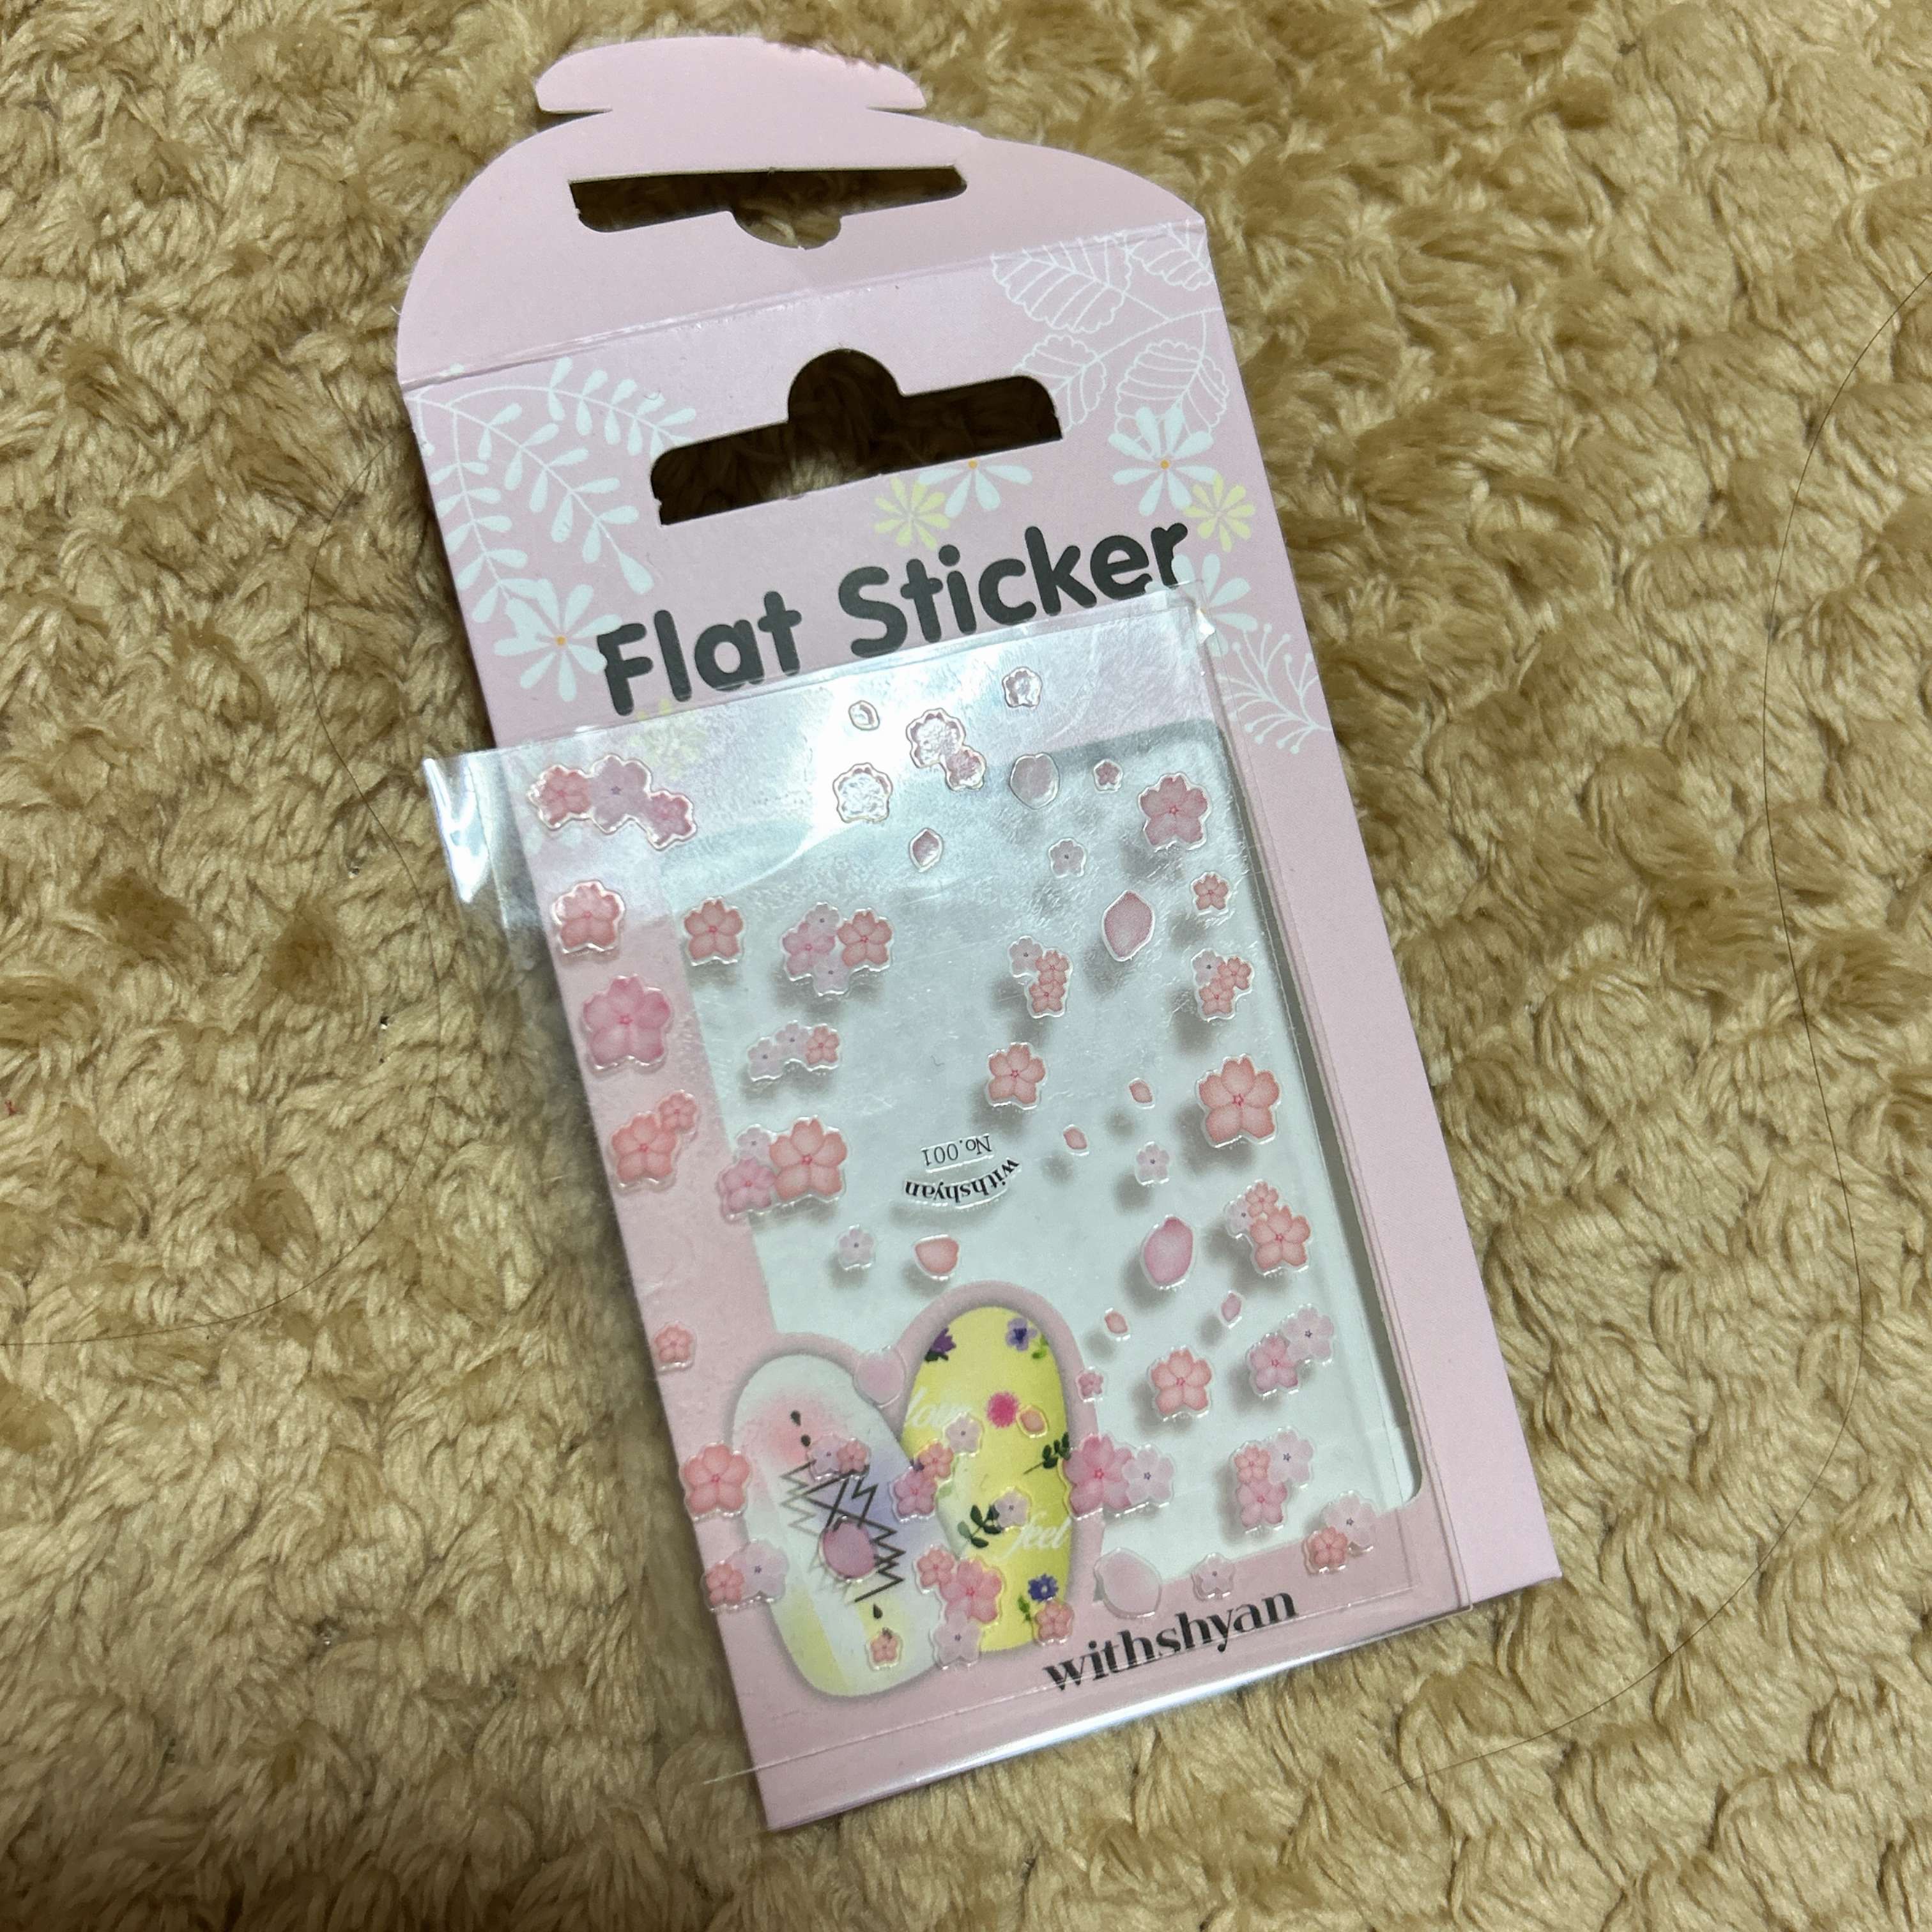 Flat Sticker
No.001
withshyan
love
feel
withshyan